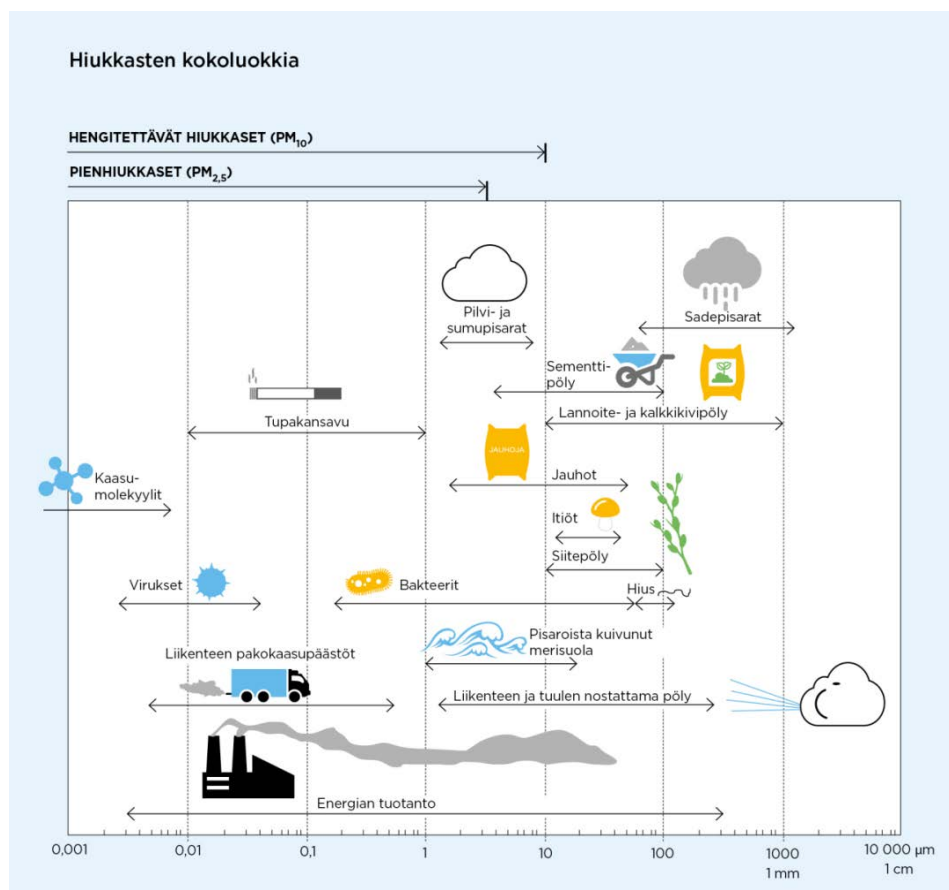 Hiukkasten kokoluokkia
HENGITETTÄVÄT HIUKKASET (PM10)
PIENHIUKKASET (PM2,5)
Pilvi- ja
sumupisarat
Sadepisarat
Sementti-
pöly
Tupakansavu
Lannoite- ja kalkkikivipöly
JAUHOJA
Kaasu-
molekyylit
Jauhot
Itiöt
Siitepöly
Virukset
Bakteerit
Hius
Pisaroista kuivunut
merisuola
Liikenteen pakokaasupäästöt
Liikenteen ja tuulen nostattama pöly
Energian tuotanto
0,001 0,01 0,1 1 10 100 1000 10 000 µm
1 mm 1 cm